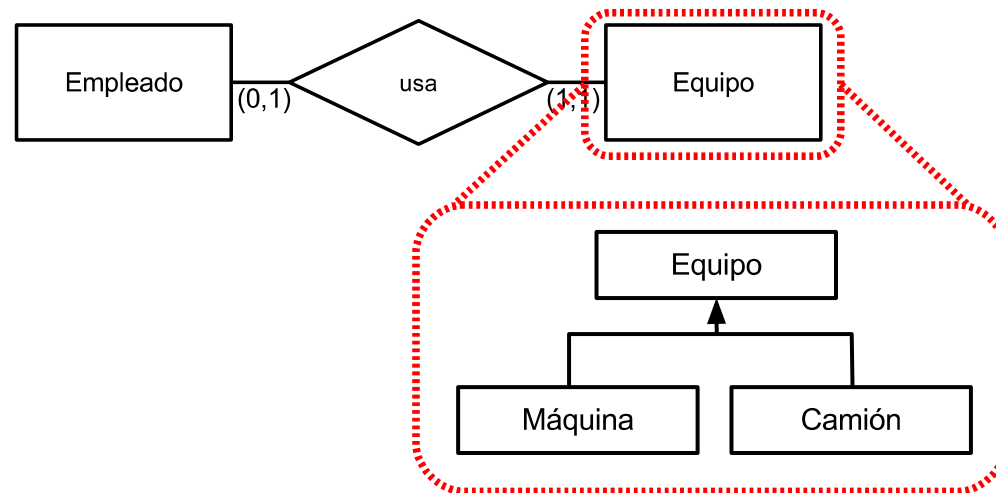 Empleado
usa
Equipo
(0,1)
(1,1)
Equipo
Máquina
Camión